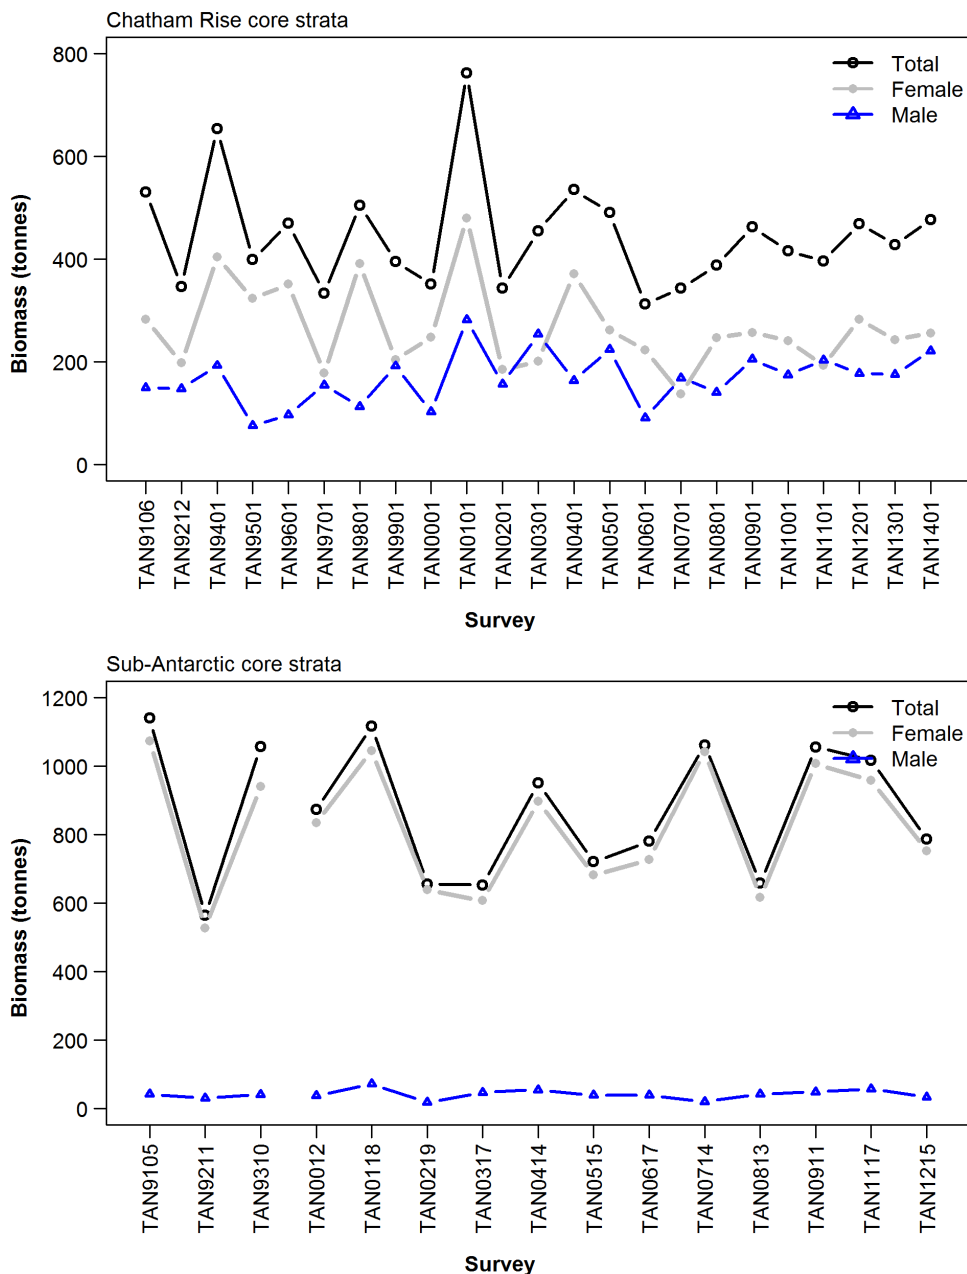 Chatham Rise core strata
800
600
400
200
0
Biomass (tonnes)
Total
Female
Male
TAN9106
TAN9212
TAN9401
TAN9501
TAN9601
TAN9701
TAN9801
TAN9901
TAN0001
TAN0101
TAN0201
TAN0301
TAN0401
TAN0501
TAN0601
TAN0701
TAN0801
TAN0901
TAN1001
TAN1101
TAN1201
TAN1301
TAN1401
Survey
Sub-Antarctic core strata
1200
1000
800
600
400
200
0
Biomass (tonnes)
Total
Female
Male
TAN9105
TAN9211
TAN9310
TAN0012
TAN0118
TAN0219
TAN0317
TAN0414
TAN0515
TAN0617
TAN0714
TAN0813
TAN0911
TAN1117
TAN1215
Survey